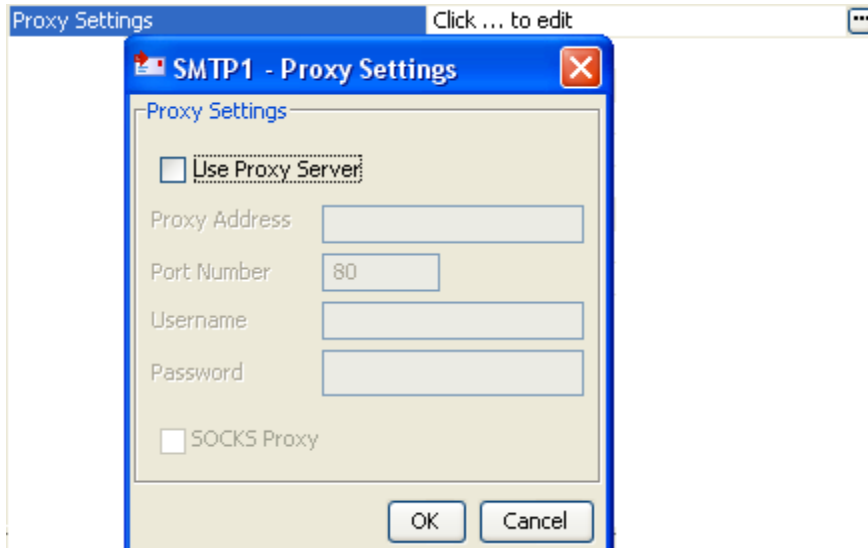 Proxy Settings Click ... to edit ...
SMTP1 - Proxy Settings
Proxy Settings
Use Proxy Server
Proxy Address
Port Number 80
Username
Password
SOCKS Proxy
OK Cancel